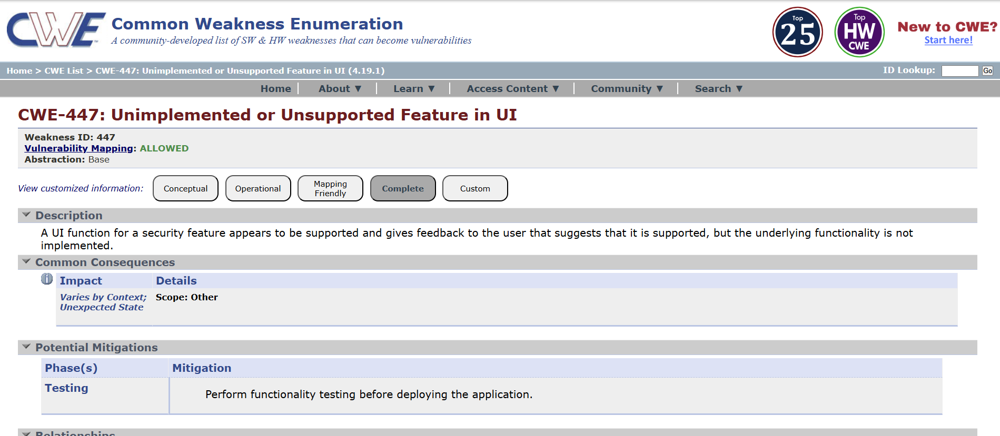 CWE
Common Weakness Enumeration
A community-developed list of SW & HW weaknesses that can become vulnerabilities
Top
25
Top
HW
CWE
New to CWE?
Start here!
Home > CWE List > CWE-447: Unimplemented or Unsupported Feature in UI (4.19.1)
ID Lookup:
Go
Home
About ▼
Learn ▼
Access Content ▼
Community ▼
Search ▼
CWE-447: Unimplemented or Unsupported Feature in UI
Weakness ID: 447
Vulnerability Mapping: ALLOWED
Abstraction: Base
View customized information:
Conceptual
Operational
Mapping
Friendly
Complete
Custom
Description
A UI function for a security feature appears to be supported and gives feedback to the user that suggests that it is supported, but the underlying functionality is not
implemented.
Common Consequences
Impact
Details
Varies by Context;
Unexpected State
Scope: Other
Potential Mitigations
Phase(s)
Mitigation
Testing
Perform functionality testing before deploying the application.
Relationships